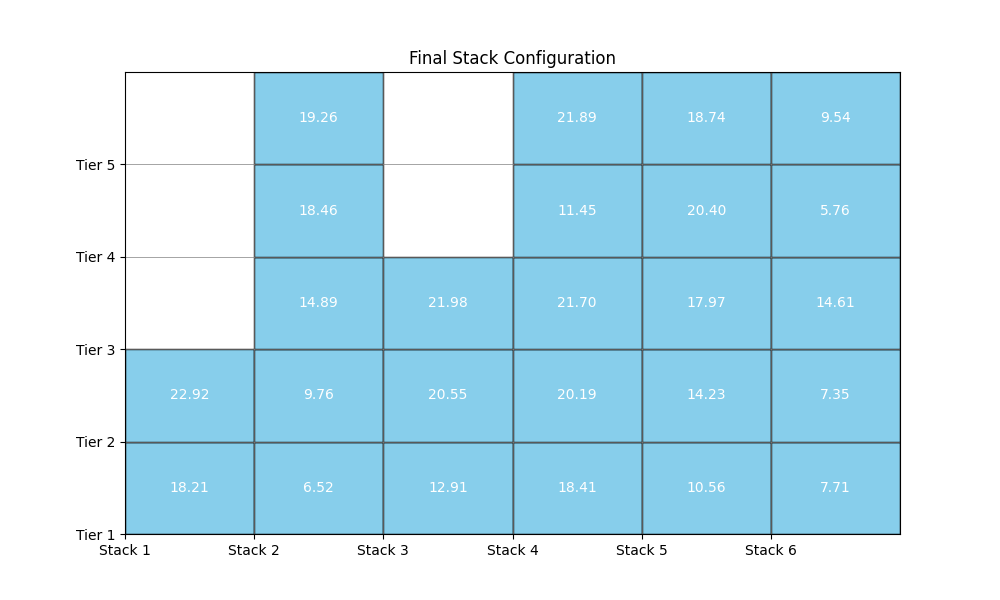 Final Stack Configuration
19.26 21.89 18.74 9.54
Tier 5
18.46 11.45 20.40 5.76
Tier 4
14.89 21.98 21.70 17.97 14.61
Tier 3
22.92 9.76 20.55 20.19 14.23 7.35
Tier 2
18.21 6.52 12.91 18.41 10.56 7.71
Tier 1
Stack 1 Stack 2 Stack 3 Stack 4 Stack 5 Stack 6